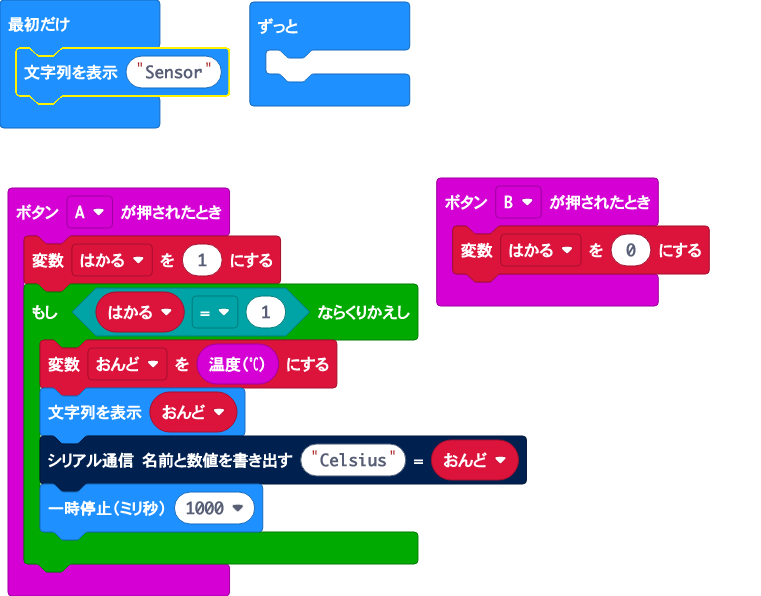 最初だけ
文字列を表示 "Sensor"
ずっと
ボタン A が押されたとき
変数 はかる を 1 にする
もし はかる = 1 ならくりかえし
変数 おんど を 温度(℃) にする
文字列を表示 おんど
シリアル通信 名前と数値を書き出す "Celsius" = おんど
一時停止(ミリ秒) 1000
ボタン B が押されたとき
変数 はかる を 0 にする